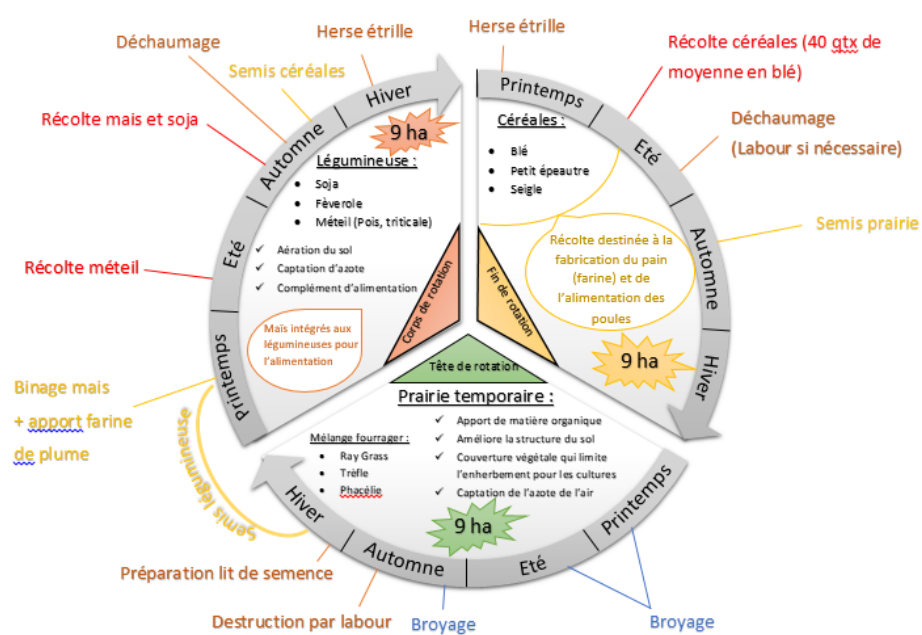 Herse étrille
Herse étrille
Déchaumage
Semis céréales
Récolte céréales (40 qtx de
moyenne en blé)
Récolte mais et soja
Déchaumage
(Labour si nécessaire)
Semis prairie
Récolte méteil
Binage mais
+ apport farine
de plume
Semis légumineuse
Préparation lit de semence
Destruction par labour
Broyage
Broyage
Printemps
Eté
Automne
Hiver
9 ha
Légumineuse :
• Soja
• Fèverole
• Méteil (Pois, triticale)
✓ Aération du sol
✓ Captation d'azote
✓ Complément d'alimentation
Maïs intégrés aux
légumineuses pour
l'alimentation
Corps de rotation
Printemps
Eté
Automne
Hiver
Céréales :
• Blé
• Petit épeautre
• Seigle
Récolte destinée à la
fabrication du pain
(farine) et de
l'alimentation des
poules
9 ha
Fin de rotation
Tête de rotation
Prairie temporaire :
Mélange fourrager :
• Ray Grass
• Trèfle
• Phacélie
✓ Apport de matière organique
✓ Améliore la structure du sol
✓ Couverture végétale qui limite
l'enherbement pour les cultures
✓ Captation de l'azote de l'air
9 ha
Printemps
Eté
Automne
Hiver